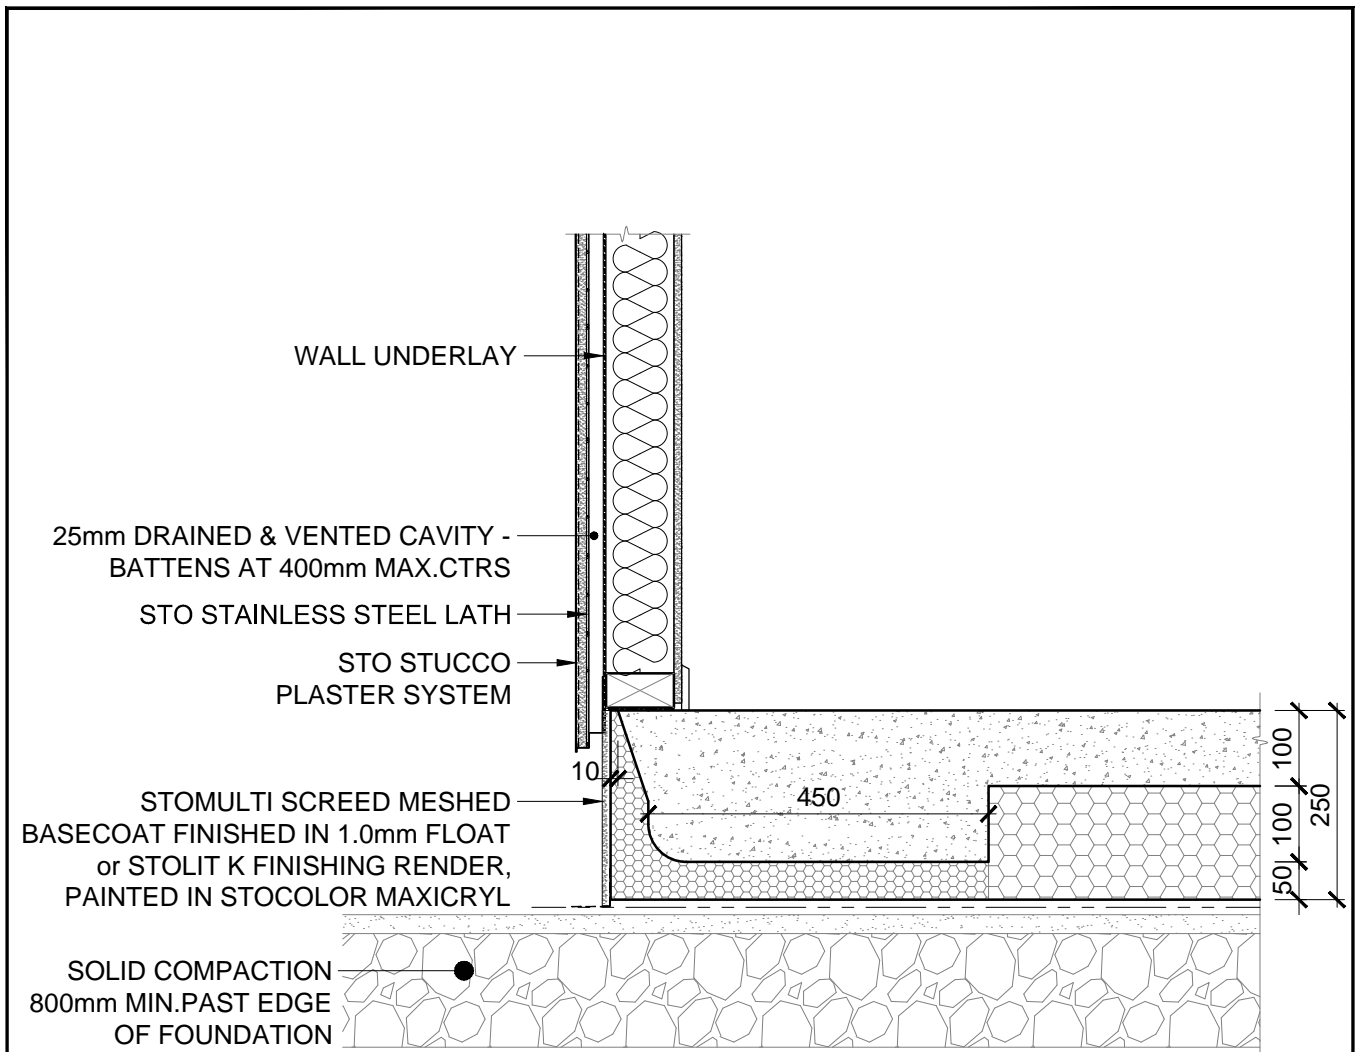 WALL UNDERLAY
25mm DRAINED & VENTED CAVITY -
BATTENS AT 400mm MAX.CTRS
STO STAINLESS STEEL LATH
STO STUCCO
PLASTER SYSTEM
10
450
100
100
50
250
STOMULTI SCREED MESHED
BASECOAT FINISHED IN 1.0mm FLOAT
or STOLIT K FINISHING RENDER,
PAINTED IN STOCOLOR MAXICRYL
SOLID COMPACTION
800mm MIN.PAST EDGE
OF FOUNDATION